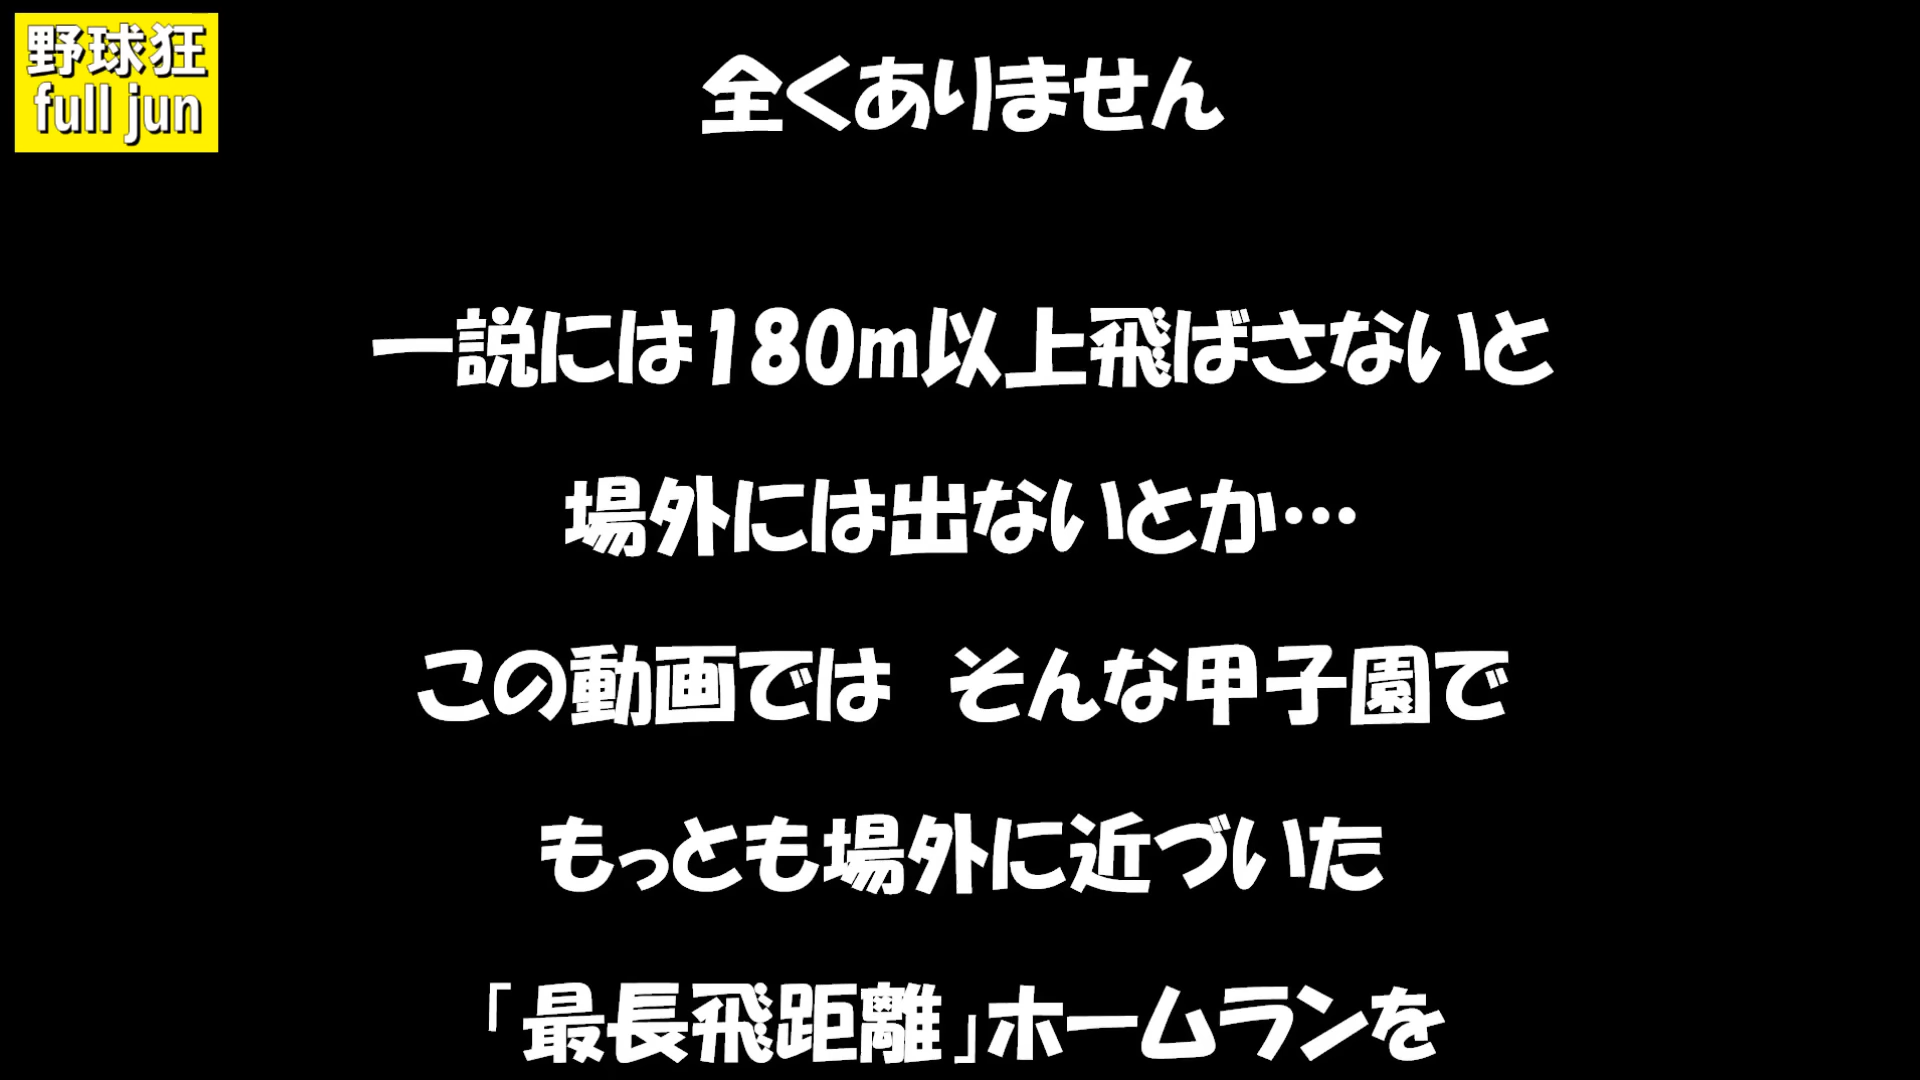 野球狂
full jun
全くありません
一説には180m以上飛ばさないと
場外には出ないとか…
この動画では　そんな甲子園で
もっとも場外に近づいた
「最長飛距離」ホームランを